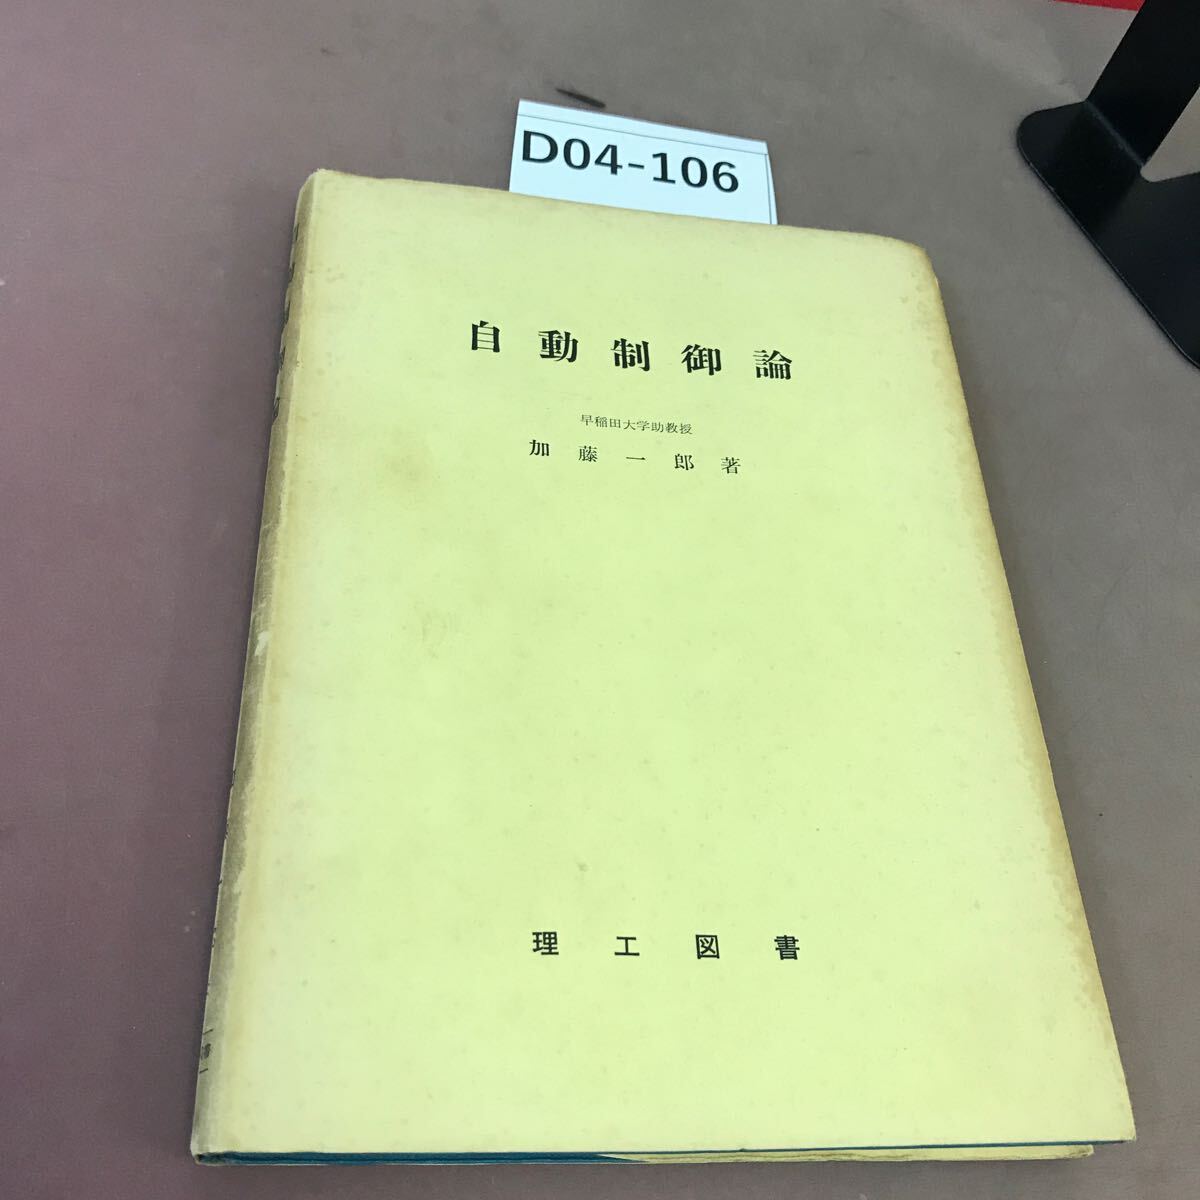 D04-106
自動制御論
早稲田大学助教授
加藤一郎著
理工図書